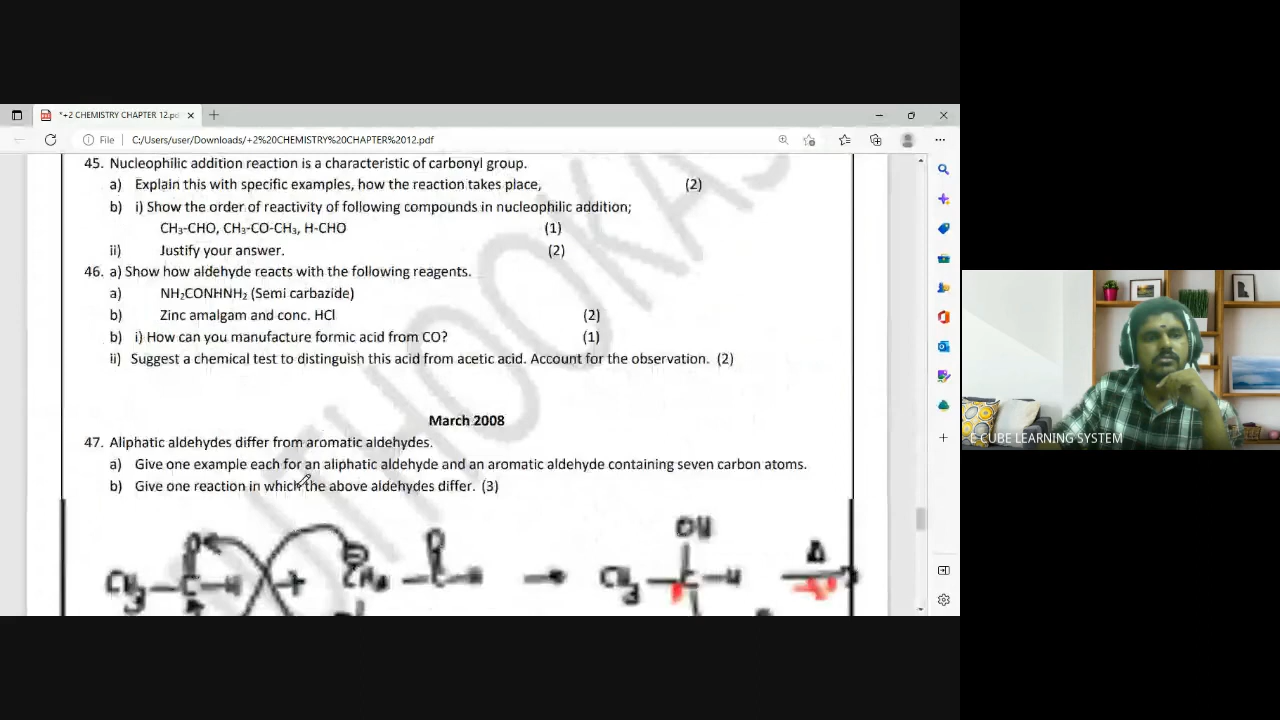 *+2 CHEMISTRY CHAPTER 12.pd
File
C:/Users/user/Downloads/+2%20CHEMISTRY%20CHAPTER%2012.pdf
45. Nucleophilic addition reaction is a characteristic of carbonyl group.
a) Explain this with specific examples, how the reaction takes place, (2)
b) i) Show the order of reactivity of following compounds in nucleophilic addition;
CH₃-CHO, CH₃-CO-CH₃, H-CHO (1)
ii) Justify your answer. (2)
46. a) Show how aldehyde reacts with the following reagents.
a) NH₂CONHNH₂ (Semi carbazide)
b) Zinc amalgam and conc. HCl (2)
b) i) How can you manufacture formic acid from CO? (1)
ii) Suggest a chemical test to distinguish this acid from acetic acid. Account for the observation. (2)
March 2008
47. Aliphatic aldehydes differ from aromatic aldehydes.
a) Give one example each for an aliphatic aldehyde and an aromatic aldehyde containing seven carbon atoms.
b) Give one reaction in which the above aldehydes differ. (3)
OH
Δ
CH₃—C—H + —C— → CH₃—C—H
E CUBE LEARNING SYSTEM